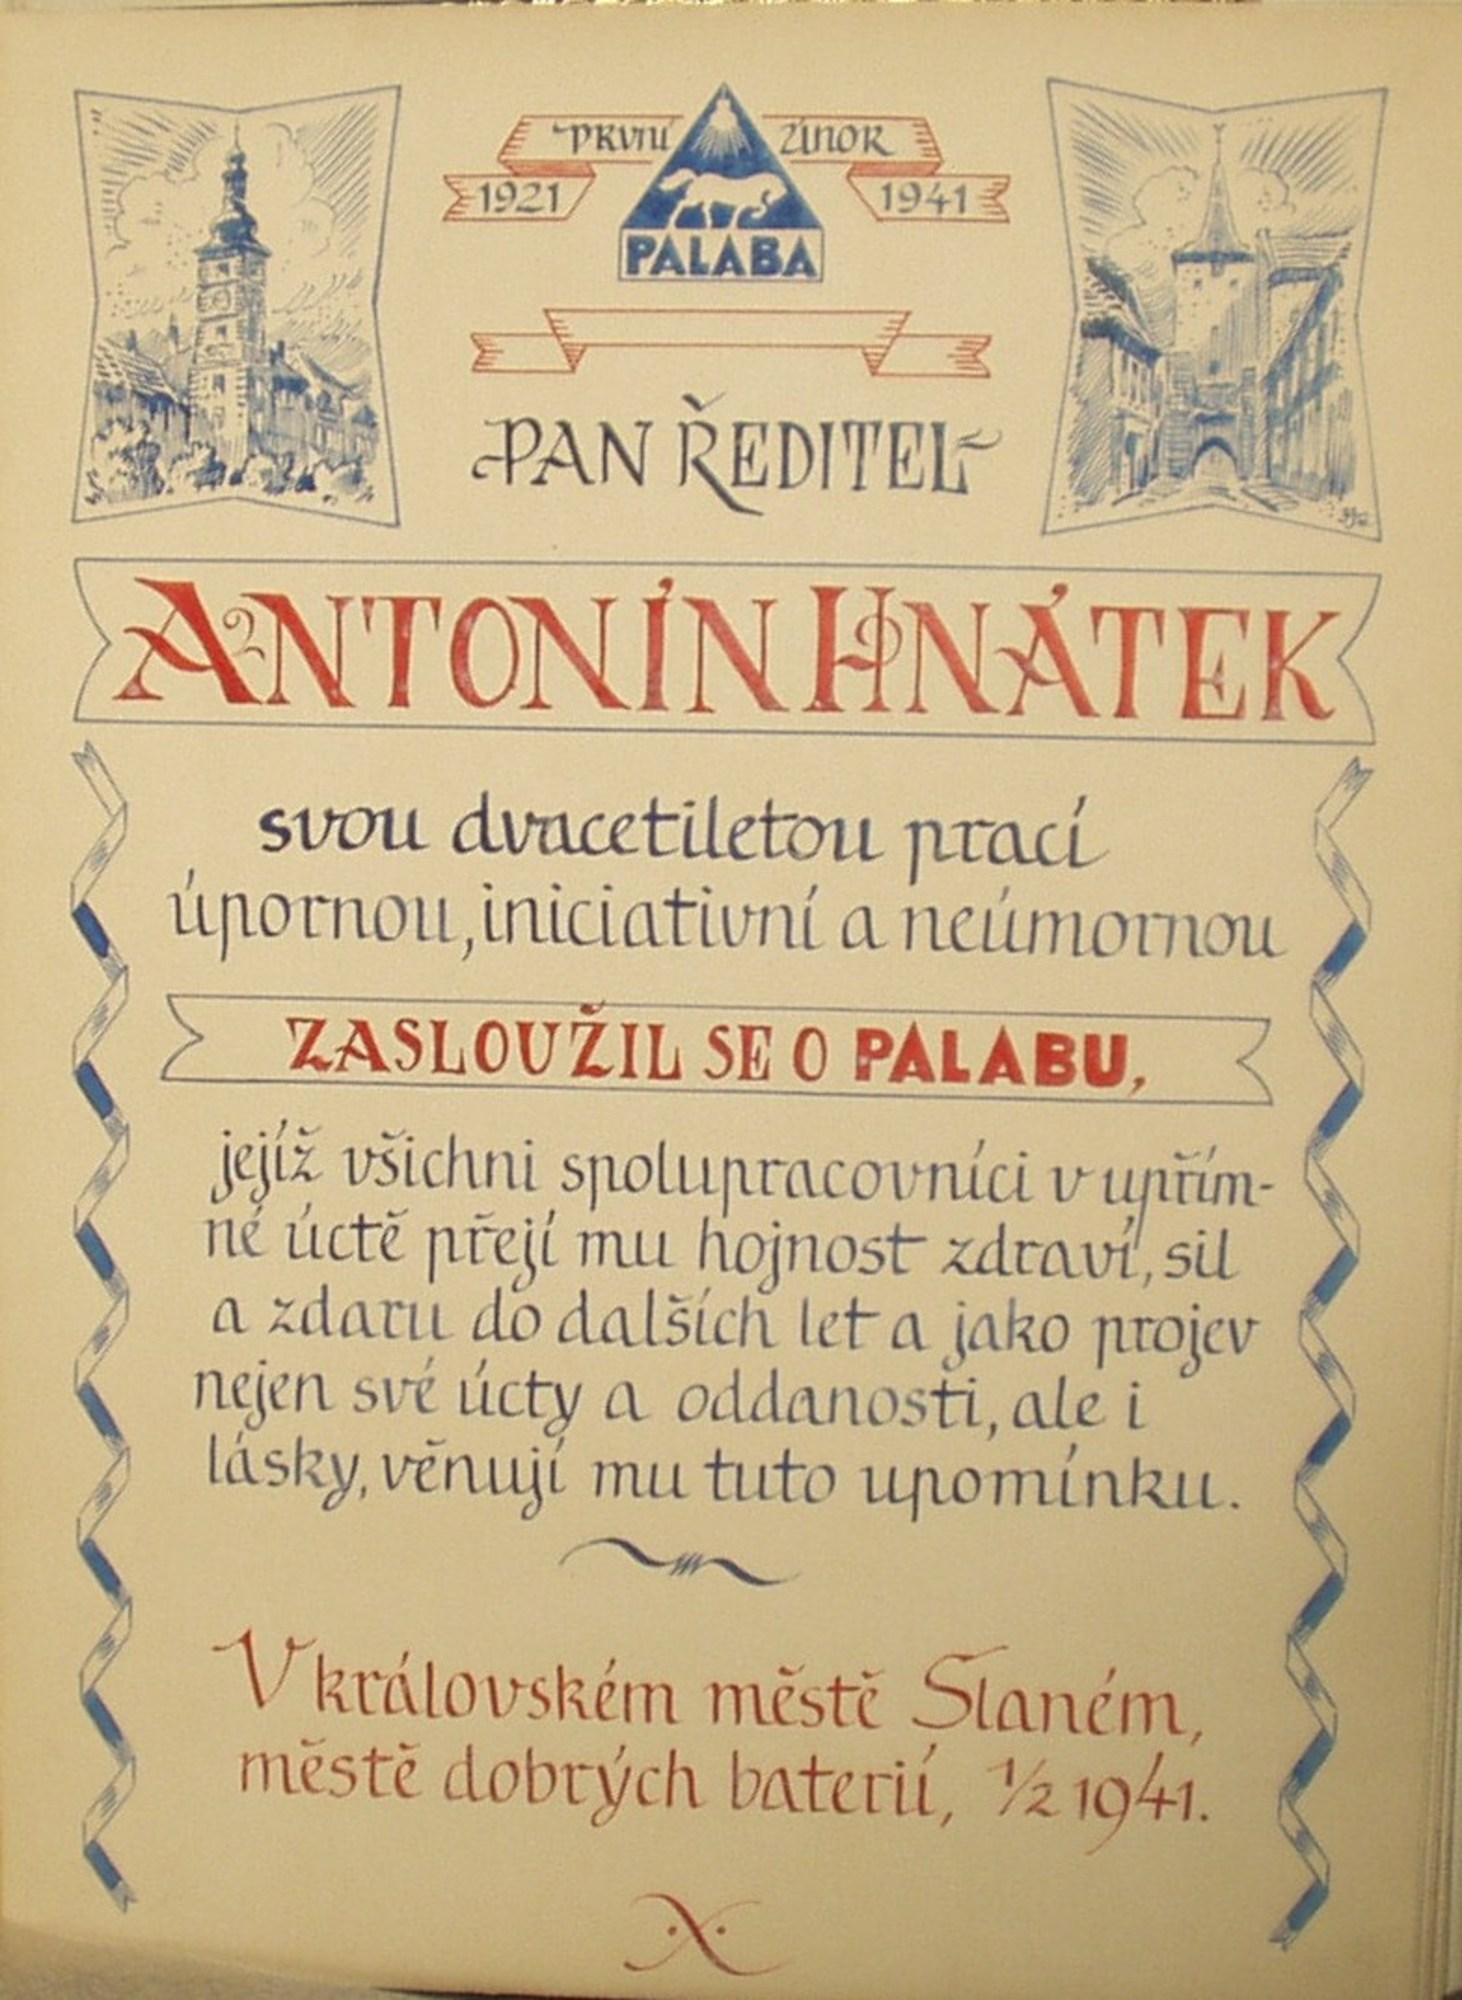 PRVNÍ ÚNOR
1921 1941
PALABA
PAN ŘEDITEL
ANTONÍN HNÁTEK
svou dvacetiletou prací
úpornou, iniciativní a neúmornou
ZASLOUŽIL SE O PALABU,
jejíž všichni spolupracovníci v upřím-
né úctě přejí mu hojnost zdraví, sil
a zdaru do dalších let a jako projev
nejen své úcty a oddanosti, ale i
lásky, věnují mu tuto upomínku.
V královském městě Slaném,
městě dobrých baterií, 1/2 1941.